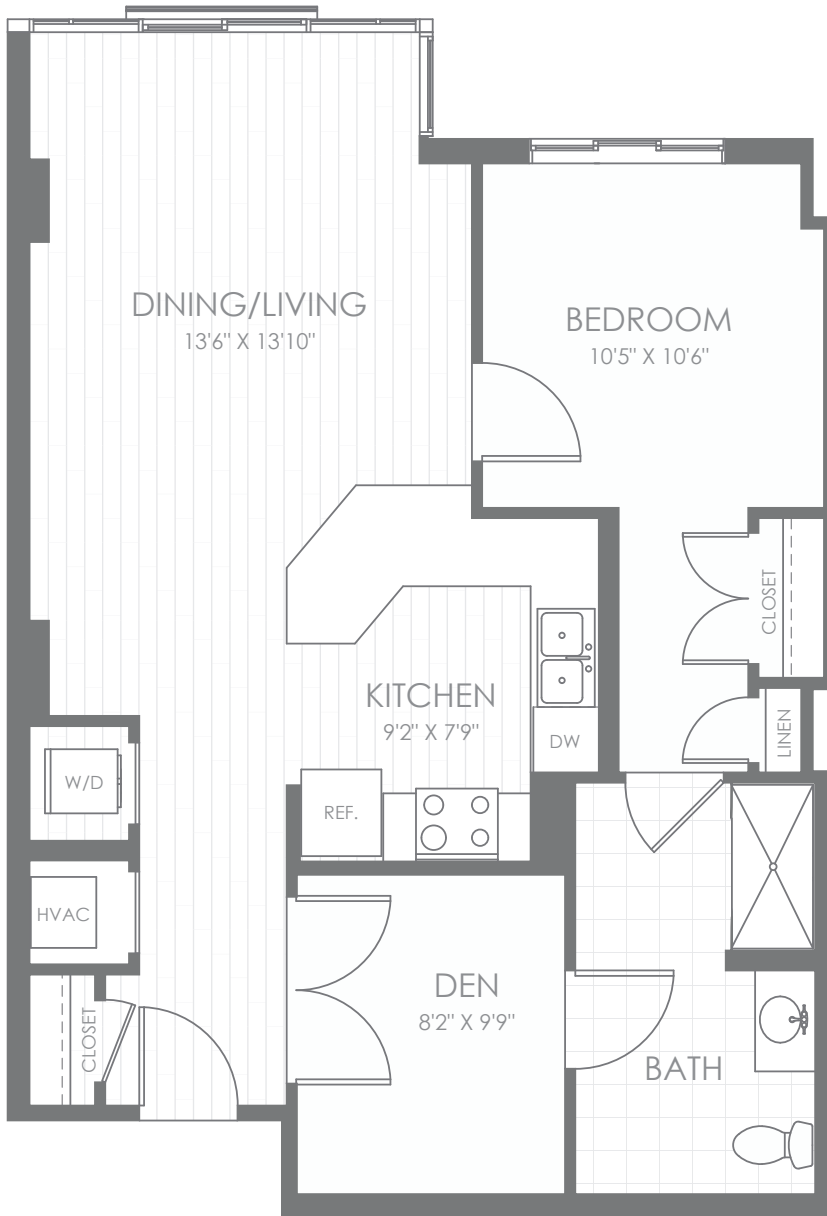 DINING/LIVING
13'6" X 13'10"
BEDROOM
10'5" X 10'6"
CLOSET
KITCHEN
9'2" X 7'9"
LINEN
DW
W/D
REF.
HVAC
DEN
8'2" X 9'9"
CLOSET
BATH